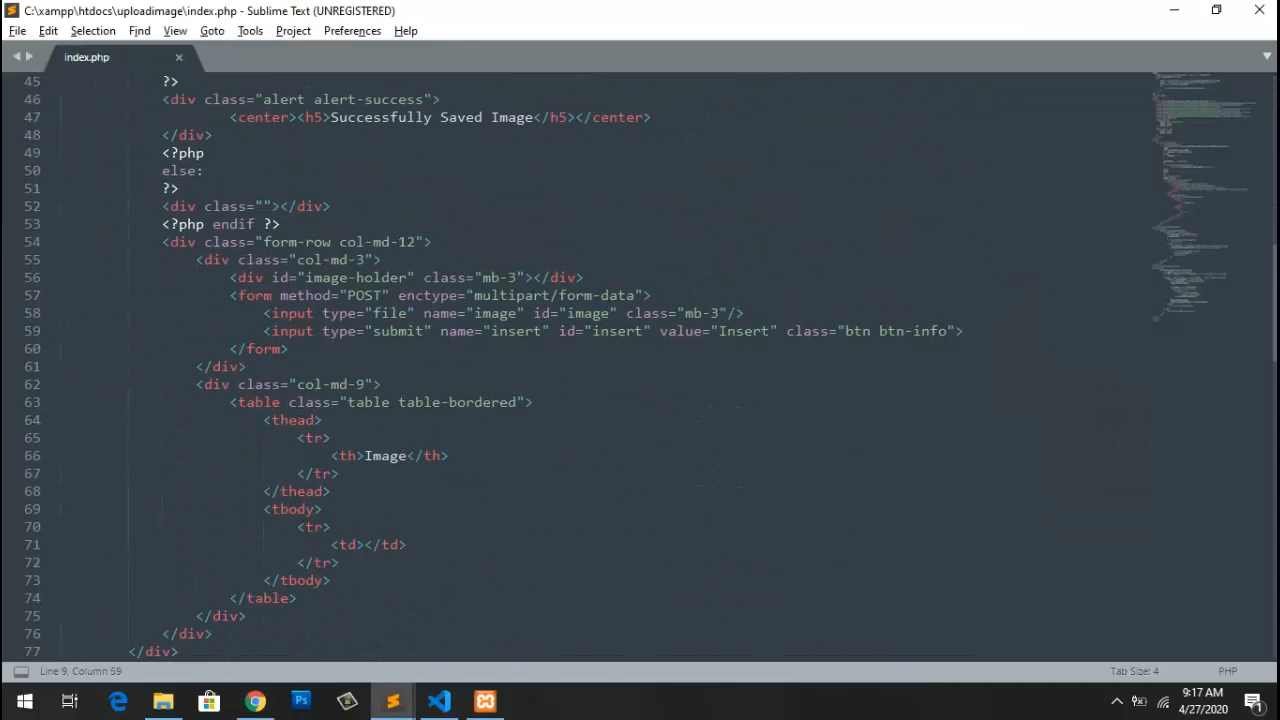 C:\xampp\htdocs\uploadimage\index.php - Sublime Text (UNREGISTERED)
File Edit Selection Find View Goto Tools Project Preferences Help
index.php
45 ?>
46 <div class="alert alert-success">
47 <center><h5>Successfully Saved Image</h5></center>
48 </div>
49 <?php
50 else:
51 ?>
52 <div class=""></div>
53 <?php endif ?>
54 <div class="form-row col-md-12">
55 <div class="col-md-3">
56 <div id="image-holder" class="mb-3"></div>
57 <form method="POST" enctype="multipart/form-data">
58 <input type="file" name="image" id="image" class="mb-3"/>
59 <input type="submit" name="insert" id="insert" value="Insert" class="btn btn-info">
60 </form>
61 </div>
62 <div class="col-md-9">
63 <table class="table table-bordered">
64 <thead>
65 <tr>
66 <th>Image</th>
67 </tr>
68 </thead>
69 <tbody>
70 <tr>
71 <td></td>
72 </tr>
73 </tbody>
74 </table>
75 </div>
76 </div>
77 </div>
Line 9, Column 59
Tab Size: 4
PHP
Ps
9:17 AM
4/27/2020
1